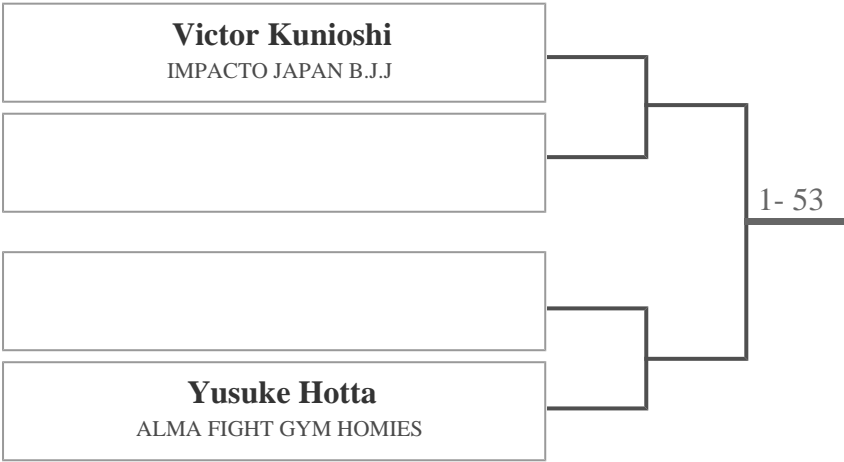 Victor Kunioshi
IMPACTO JAPAN B.J.J
1- 53
Yusuke Hotta
ALMA FIGHT GYM HOMIES